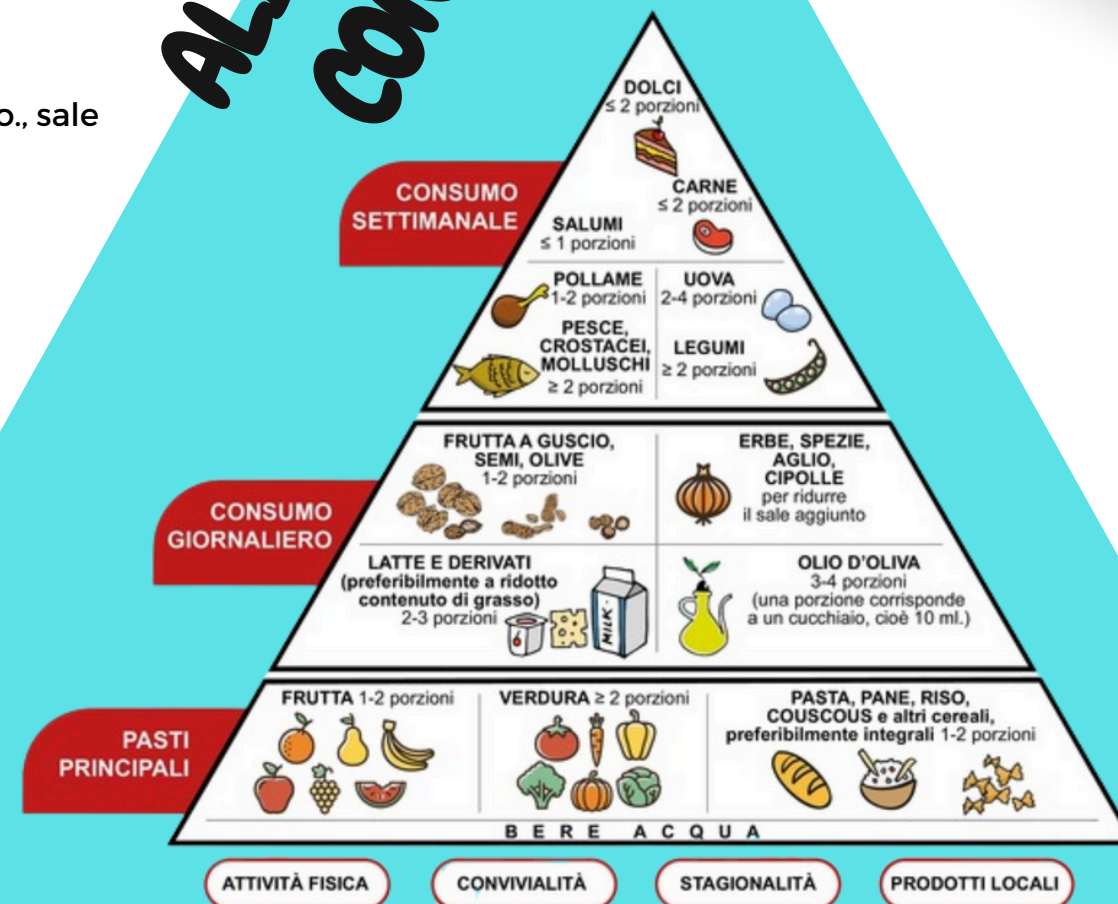 o., sale
DOLCI
≤ 2 porzioni
CONSUMO
SETTIMANALE
CARNE
≤ 2 porzioni
SALUMI
≤ 1 porzioni
POLLAME
1-2 porzioni
UOVA
2-4 porzioni
PESCE,
CROSTACEI,
MOLLUSCHI
≥ 2 porzioni
LEGUMI
≥ 2 porzioni
CONSUMO
GIORNALIERO
FRUTTA A GUSCIO,
SEMI, OLIVE
1-2 porzioni
ERBE, SPEZIE,
AGLIO,
CIPOLLE
per ridurre
il sale aggiunto
LATTE E DERIVATI
(preferibilmente a ridotto
contenuto di grasso)
2-3 porzioni
MILK
OLIO D'OLIVA
3-4 porzioni
(una porzione corrisponde
a un cucchiaio, cioè 10 ml.)
PASTI
PRINCIPALI
FRUTTA 1-2 porzioni
VERDURA ≥ 2 porzioni
PASTA, PANE, RISO,
COUSCOUS e altri cereali,
preferibilmente integrali 1-2 porzioni
BERE ACQUA
ATTIVITÀ FISICA
CONVIVIALITÀ
STAGIONALITÀ
PRODOTTI LOCALI